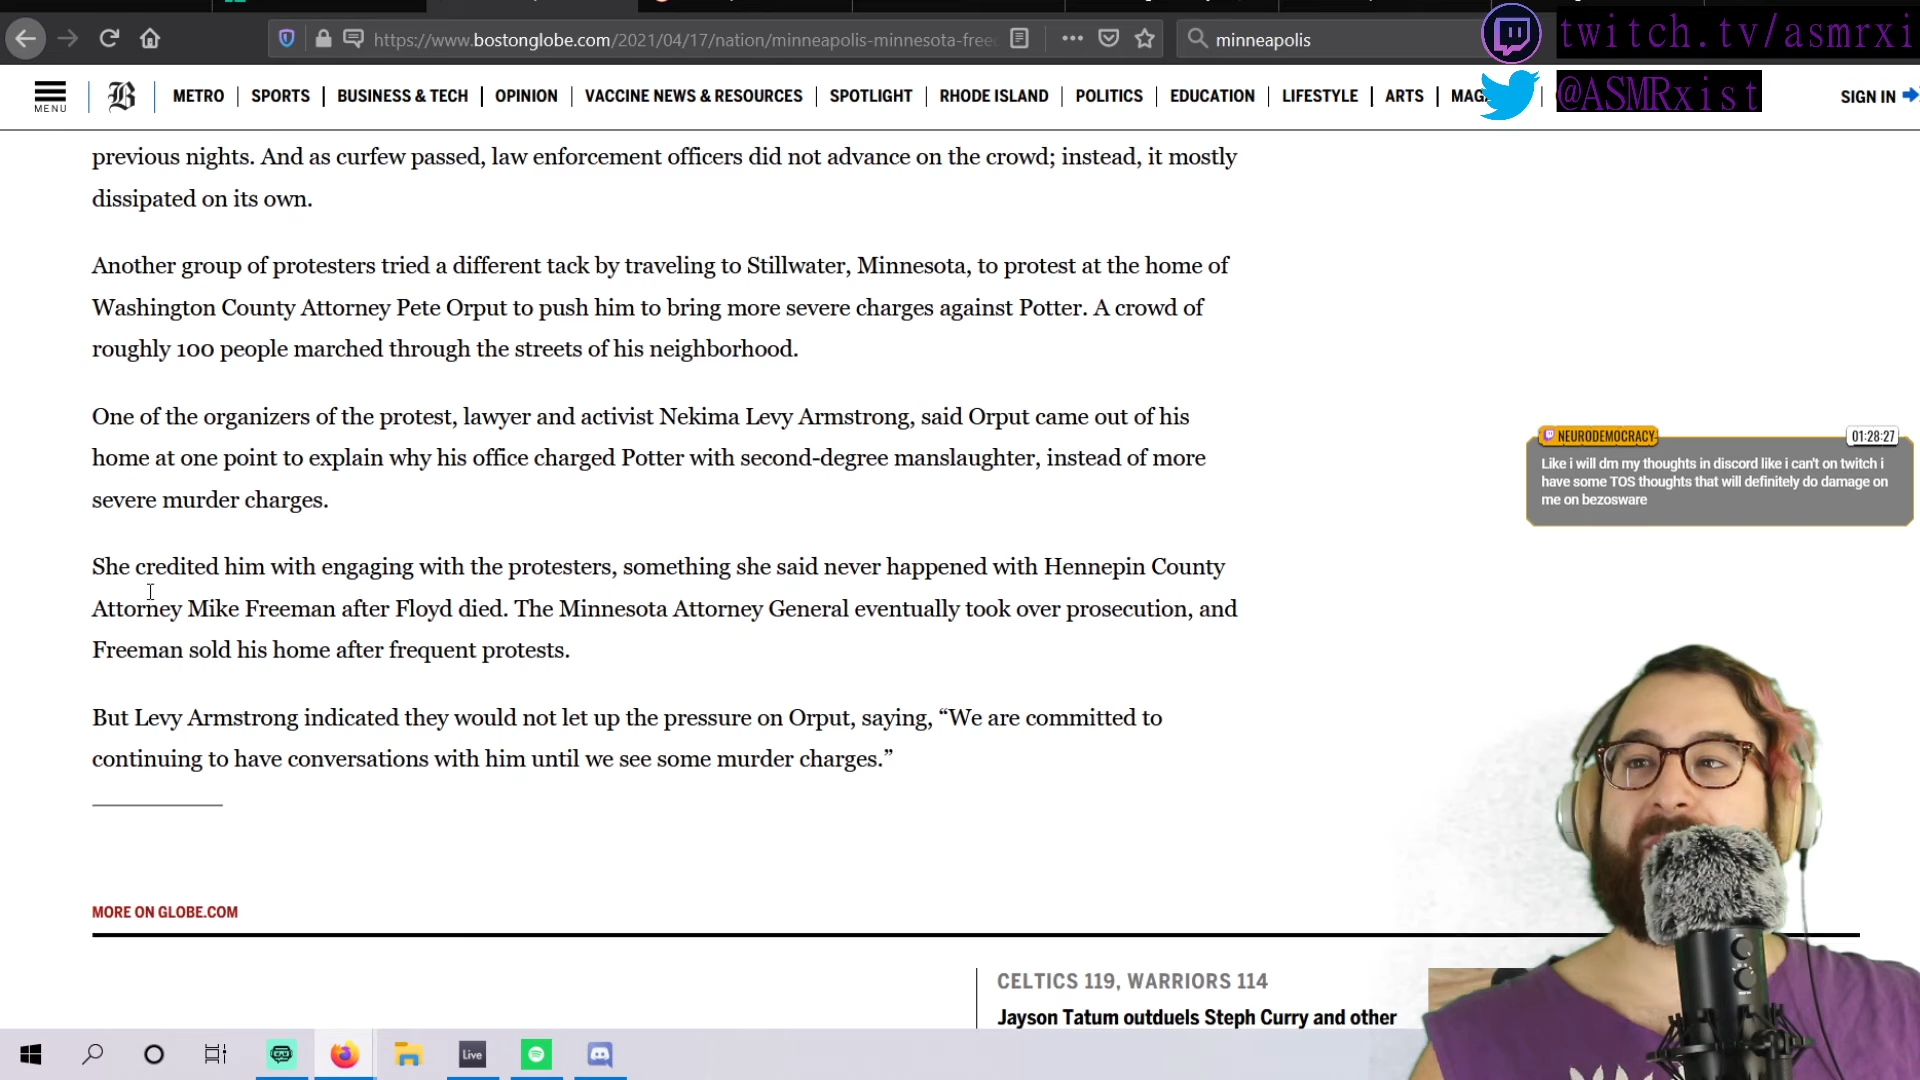 https://www.bostonglobe.com/2021/04/17/nation/minneapolis-minnesota-free
minneapolis
twitch.tv/asmrxi
@ASMRxist
MENU
METRO
SPORTS
BUSINESS & TECH
OPINION
VACCINE NEWS & RESOURCES
SPOTLIGHT
RHODE ISLAND
POLITICS
EDUCATION
LIFESTYLE
ARTS
SIGN IN
previous nights. And as curfew passed, law enforcement officers did not advance on the crowd; instead, it mostly
dissipated on its own.
Another group of protesters tried a different tack by traveling to Stillwater, Minnesota, to protest at the home of
Washington County Attorney Pete Orput to push him to bring more severe charges against Potter. A crowd of
roughly 100 people marched through the streets of his neighborhood.
One of the organizers of the protest, lawyer and activist Nekima Levy Armstrong, said Orput came out of his
home at one point to explain why his office charged Potter with second-degree manslaughter, instead of more
severe murder charges.
She credited him with engaging with the protesters, something she said never happened with Hennepin County
Attorney Mike Freeman after Floyd died. The Minnesota Attorney General eventually took over prosecution, and
Freeman sold his home after frequent protests.
But Levy Armstrong indicated they would not let up the pressure on Orput, saying, “We are committed to
continuing to have conversations with him until we see some murder charges.”
NEURODEMOCRACY
01:28:27
Like i will dm my thoughts in discord like i can't on twitch i
have some TOS thoughts that will definitely do damage on
me on bezosware
MORE ON GLOBE.COM
CELTICS 119, WARRIORS 114
Jayson Tatum outduels Steph Curry and other
Live